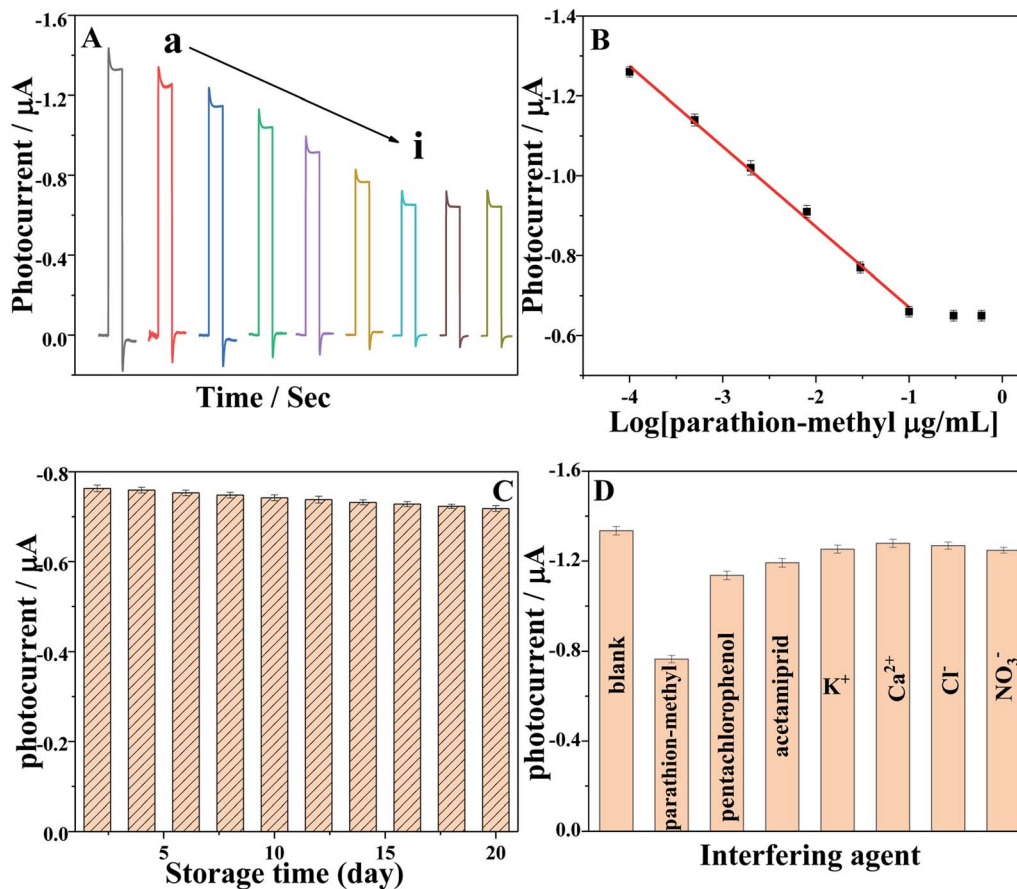 A
a
i
-1.6
-1.2
-0.8
-0.4
0.0
Photocurrent / μA
Time / Sec
B
-1.4
-1.2
-1.0
-0.8
-0.6
Photocurrent / μA
-4
-3
-2
-1
0
Log[parathion-methyl μg/mL]
C
-0.8
-0.6
-0.4
-0.2
0.0
photocurrent / μA
5
10
15
20
Storage time (day)
D
-1.6
-1.2
-0.8
-0.4
0.0
photocurrent / μA
blank
parathion-methyl
pentachlorophenol
acetamiprid
K⁺
Ca²⁺
Cl⁻
NO₃⁻
Interfering agent